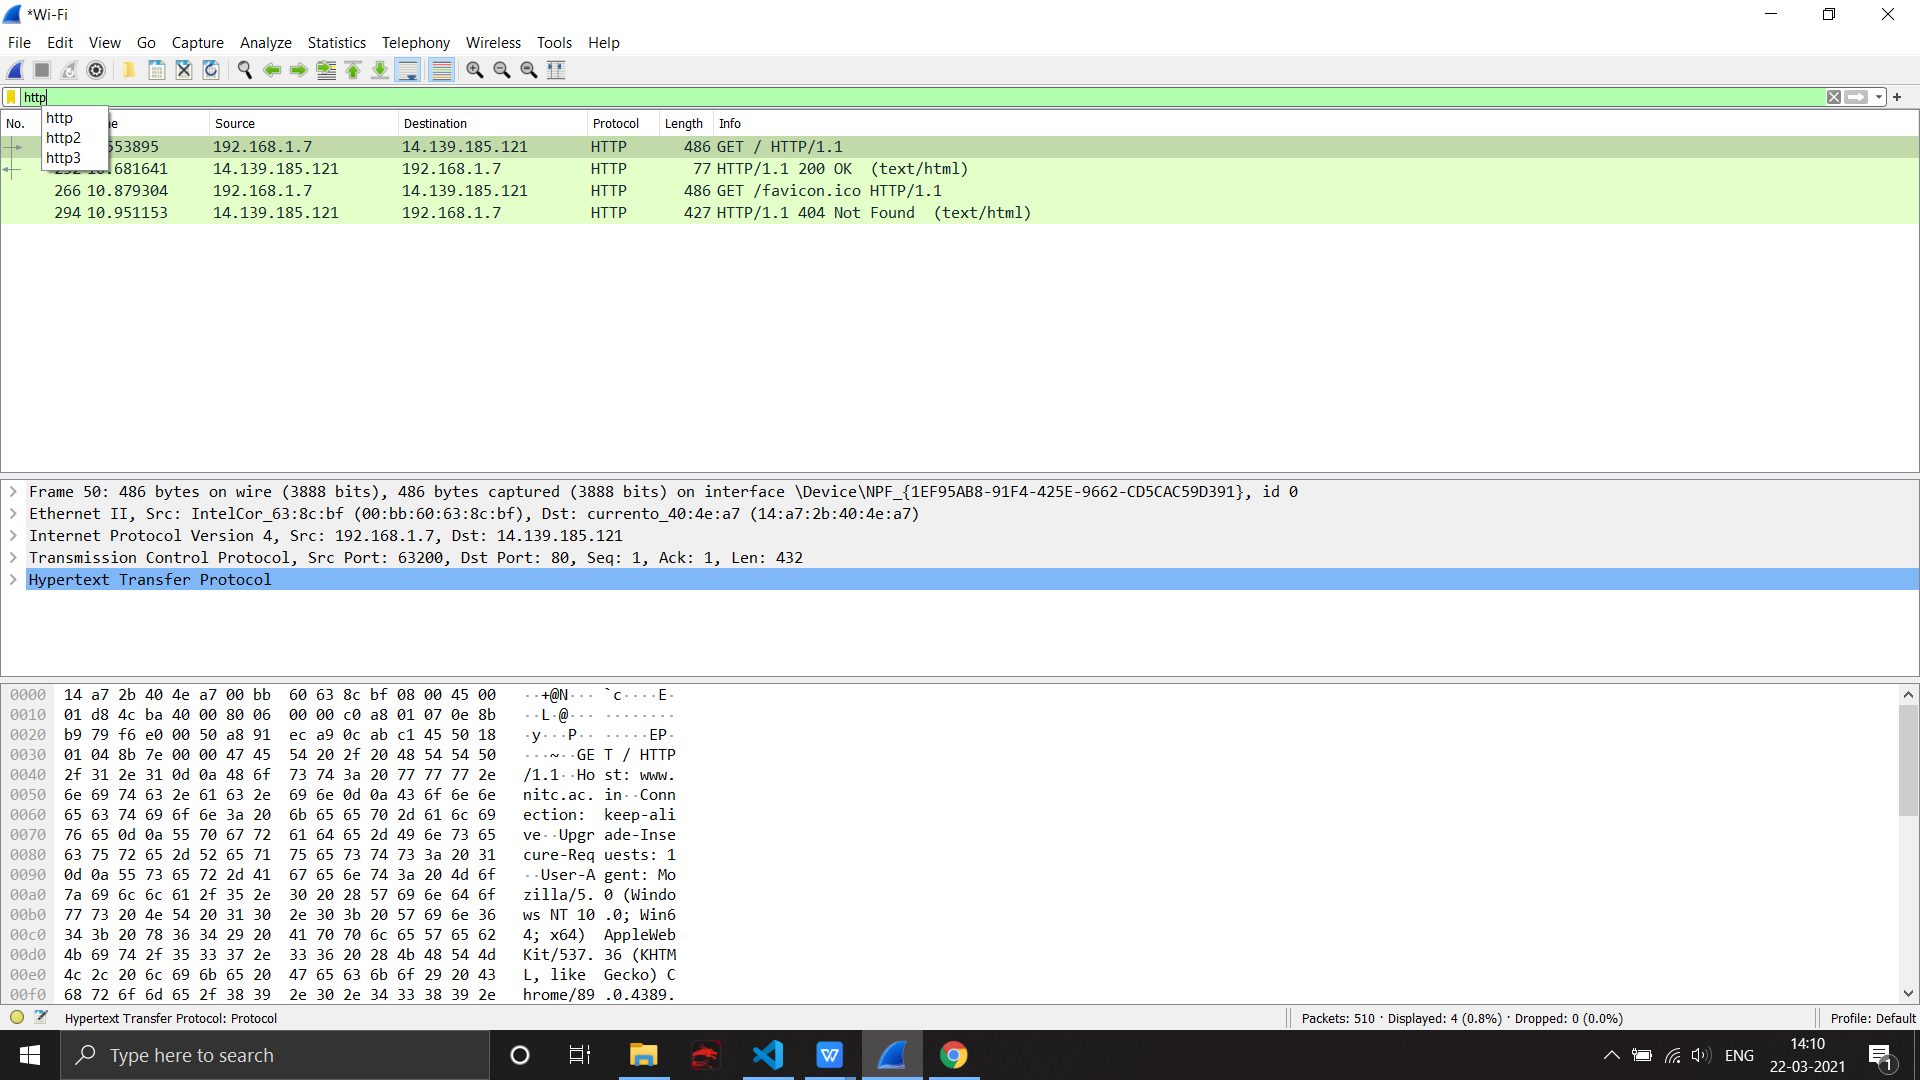 *Wi-Fi
File Edit View Go Capture Analyze Statistics Telephony Wireless Tools Help
http
http
http2
http3
No. Source Destination Protocol Length Info
553895 192.168.1.7 14.139.185.121 HTTP 486 GET / HTTP/1.1
.681641 14.139.185.121 192.168.1.7 HTTP 77 HTTP/1.1 200 OK (text/html)
266 10.879304 192.168.1.7 14.139.185.121 HTTP 486 GET /favicon.ico HTTP/1.1
294 10.951153 14.139.185.121 192.168.1.7 HTTP 427 HTTP/1.1 404 Not Found (text/html)
Frame 50: 486 bytes on wire (3888 bits), 486 bytes captured (3888 bits) on interface \Device\NPF_{1EF95AB8-91F4-425E-9662-CD5CAC59D391}, id 0
Ethernet II, Src: IntelCor_63:8c:bf (00:bb:60:63:8c:bf), Dst: currento_40:4e:a7 (14:a7:2b:40:4e:a7)
Internet Protocol Version 4, Src: 192.168.1.7, Dst: 14.139.185.121
Transmission Control Protocol, Src Port: 63200, Dst Port: 80, Seq: 1, Ack: 1, Len: 432
Hypertext Transfer Protocol
0000 14 a7 2b 40 4e a7 00 bb 60 63 8c bf 08 00 45 00 ··+@N··· `c····E·
0010 01 d8 4c ba 40 00 80 06 00 00 c0 a8 01 07 0e 8b ··L·@··· ········
0020 b9 79 f6 e0 00 50 a8 91 ec a9 0c ab c1 45 50 18 ·y···P·· ·····EP·
0030 01 04 8b 7e 00 00 47 45 54 20 2f 20 48 54 54 50 ···~··GE T / HTTP
0040 2f 31 2e 31 0d 0a 48 6f 73 74 3a 20 77 77 77 2e /1.1··Ho st: www.
0050 6e 69 74 63 2e 61 63 2e 69 6e 0d 0a 43 6f 6e 6e nitc.ac. in··Conn
0060 65 63 74 69 6f 6e 3a 20 6b 65 65 70 2d 61 6c 69 ection: keep-ali
0070 76 65 0d 0a 55 70 67 72 61 64 65 2d 49 6e 73 65 ve··Upgr ade-Inse
0080 63 75 72 65 2d 52 65 71 75 65 73 74 73 3a 20 31 cure-Req uests: 1
0090 0d 0a 55 73 65 72 2d 41 67 65 6e 74 3a 20 4d 6f ··User-A gent: Mo
00a0 7a 69 6c 6c 61 2f 35 2e 30 20 28 57 69 6e 64 6f zilla/5. 0 (Windo
00b0 77 73 20 4e 54 20 31 30 2e 30 3b 20 57 69 6e 36 ws NT 10 .0; Win6
00c0 34 3b 20 78 36 34 29 20 41 70 70 6c 65 57 65 62 4; x64) AppleWeb
00d0 4b 69 74 2f 35 33 37 2e 33 36 20 28 4b 48 54 4d Kit/537. 36 (KHTM
00e0 4c 2c 20 6c 69 6b 65 20 47 65 63 6b 6f 29 20 43 L, like Gecko) C
00f0 68 72 6f 6d 65 2f 38 39 2e 30 2e 34 33 38 39 2e hrome/89 .0.4389.
Hypertext Transfer Protocol: Protocol Packets: 510 · Displayed: 4 (0.8%) · Dropped: 0 (0.0%) Profile: Default
Type here to search ENG 14:10
22-03-2021 1